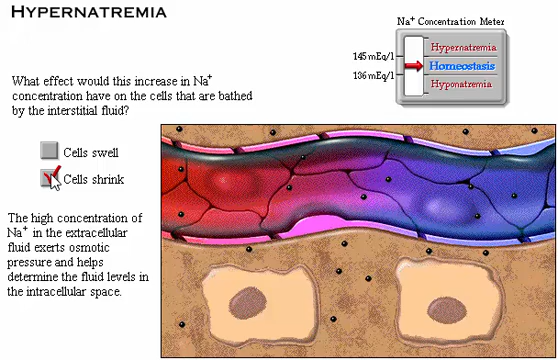 HYPERNATREMIA
Na+ Concentration Meter
145 mEq/l
136 mEq/l
Hypernatremia
Homeostasis
Hyponatremia
What effect would this increase in Na+
concentration have on the cells that are bathed
by the interstitial fluid?
Cells swell
Cells shrink
The high concentration of
Na+ in the extracellular
fluid exerts osmotic
pressure and helps
determine the fluid levels in
the intracellular space.